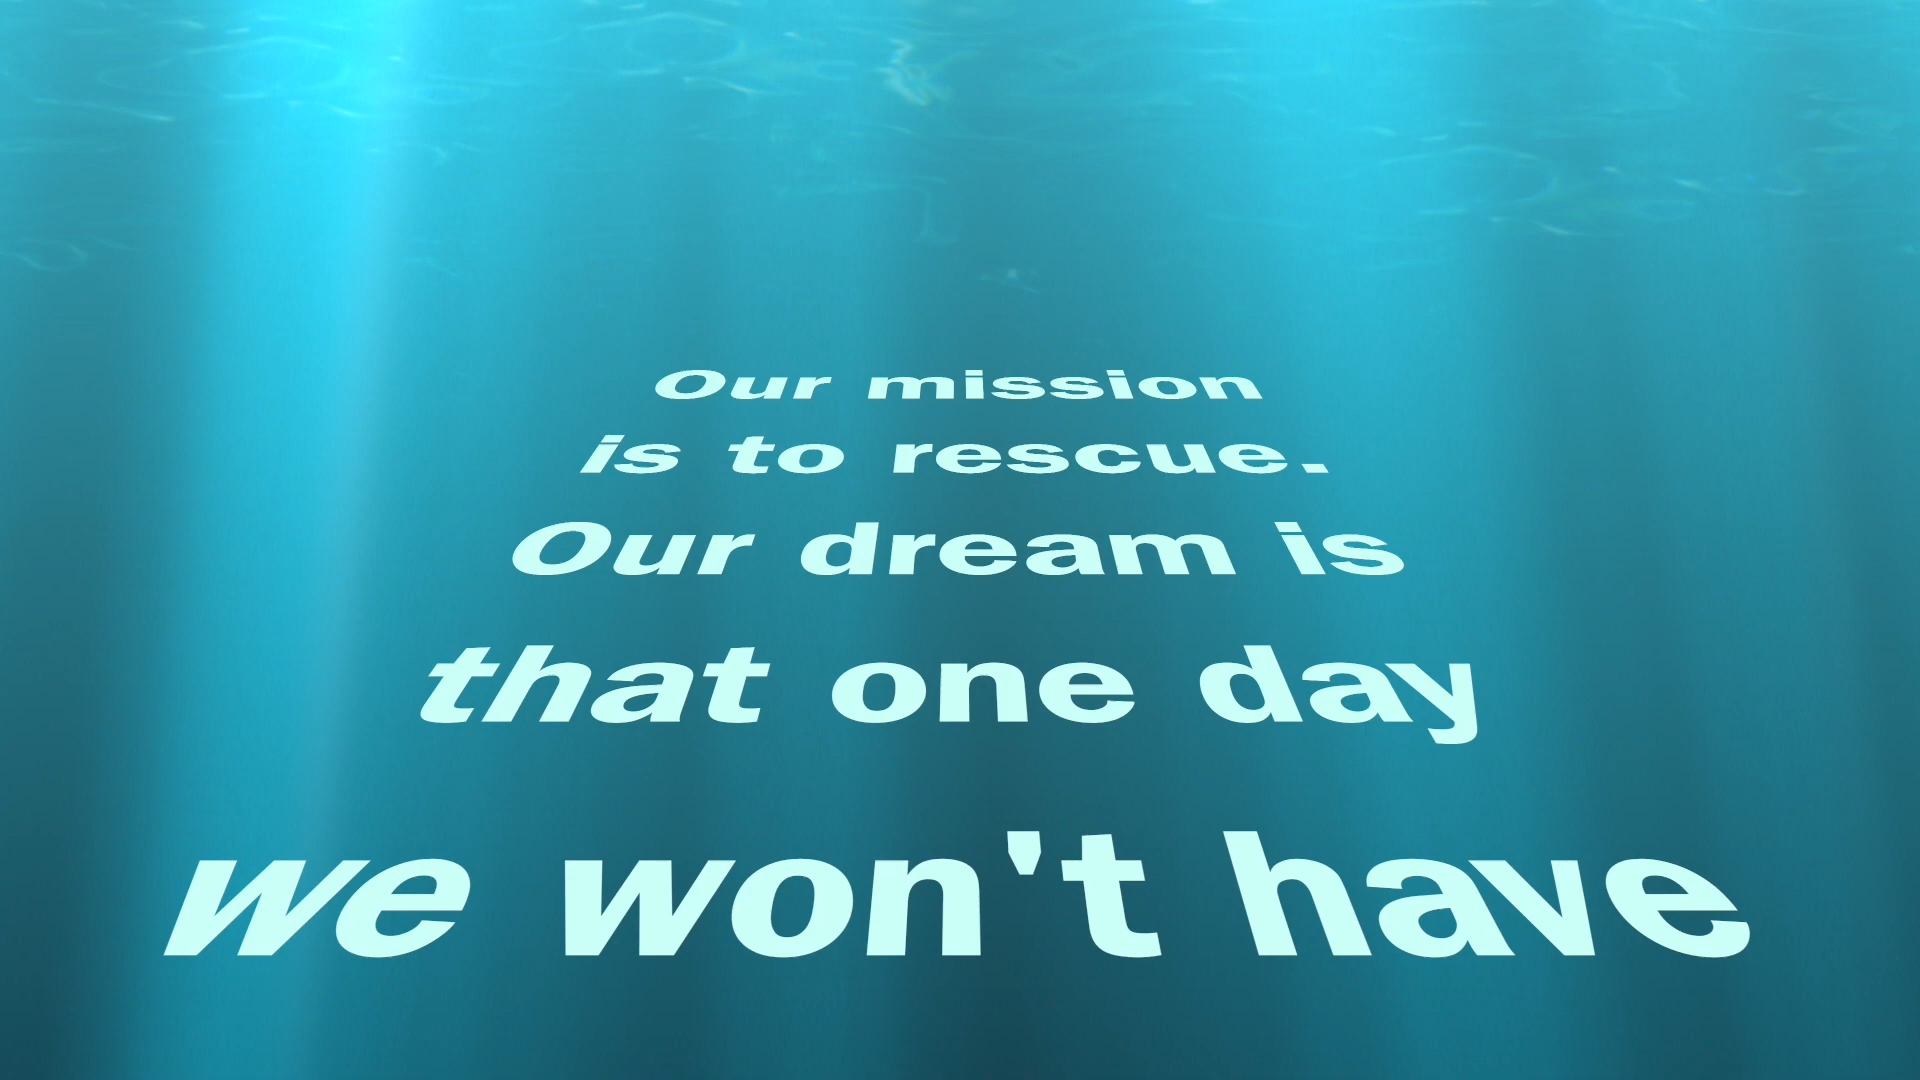 Our mission
is to rescue.
Our dream is
that one day
we won't have